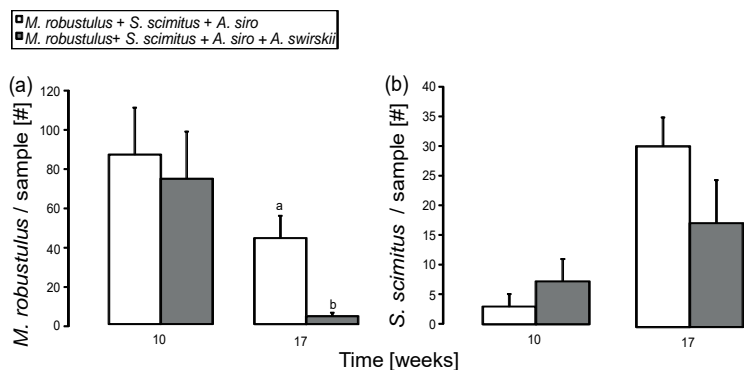 M. robustulus + S. scimitus + A. siro
M. robustulus+ S. scimitus + A. siro + A. swirskii
(a)
M. robustulus / sample [#]
120
100
80
60
40
20
0
a
b
10
17
(b)
S. scimitus / sample [#]
40
35
30
25
20
15
10
5
0
10
17
Time [weeks]